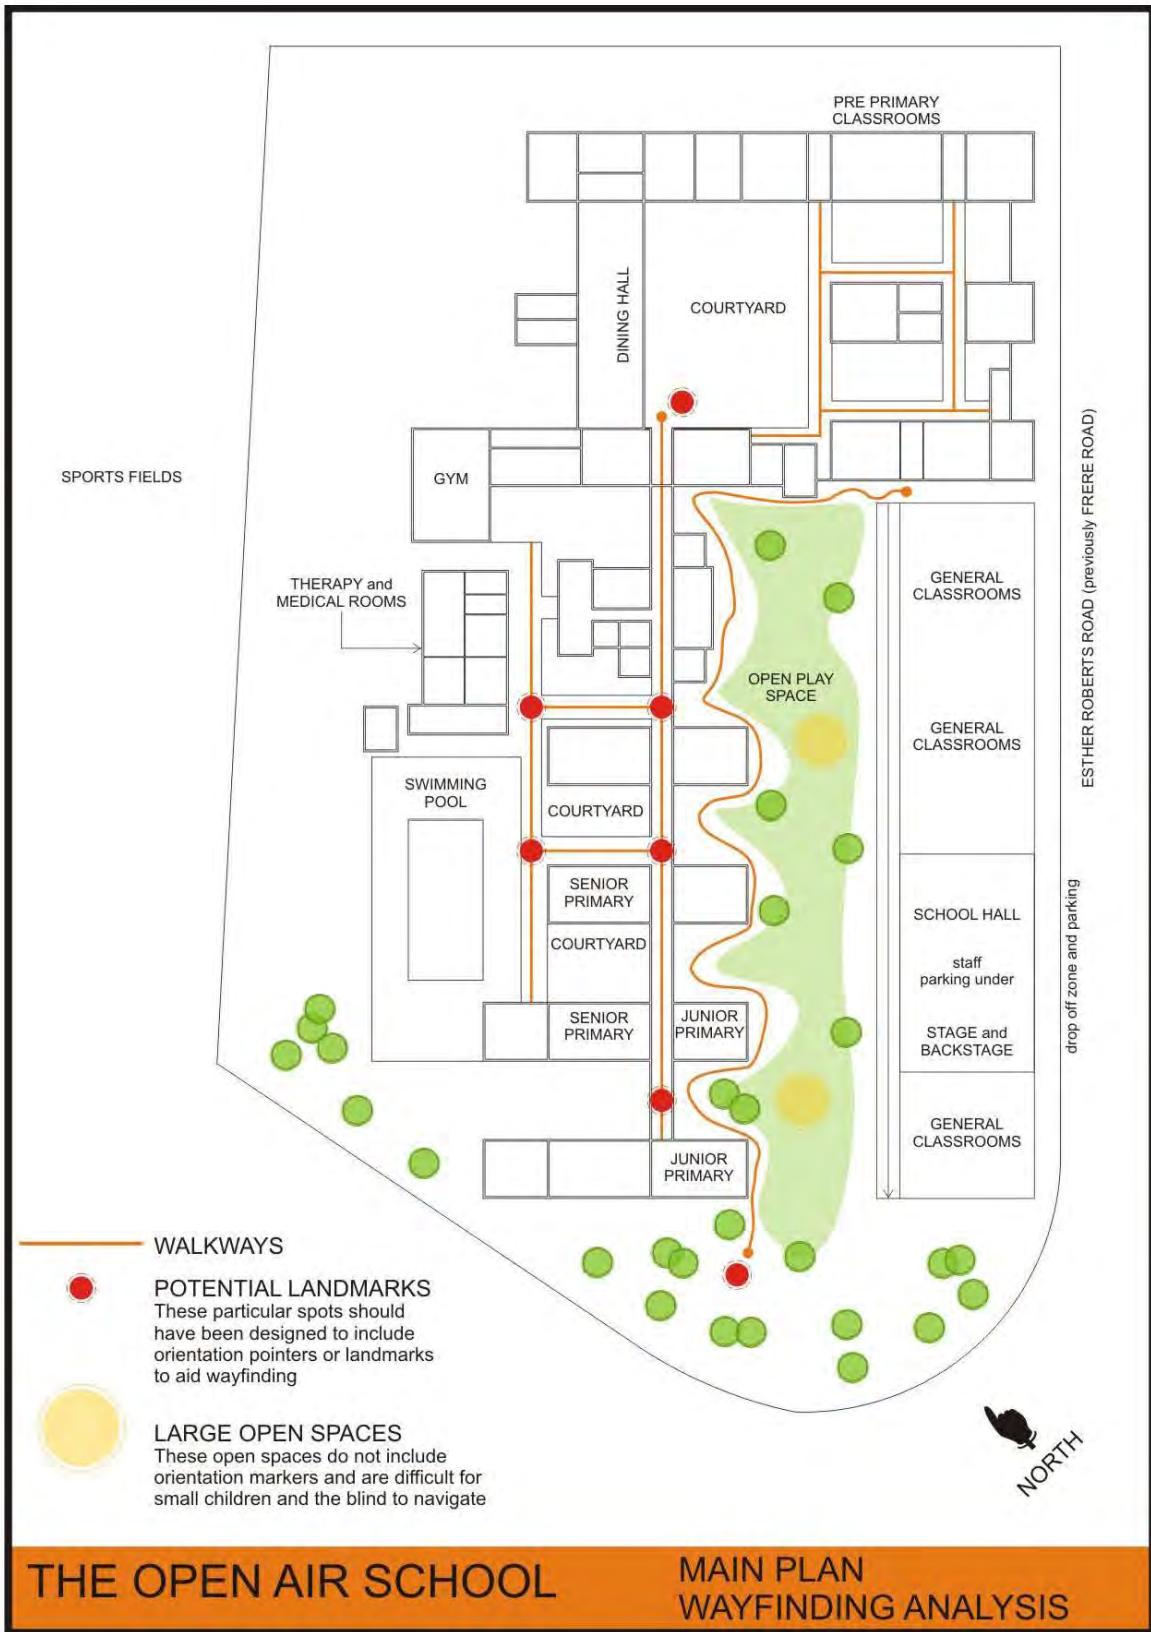 PRE PRIMARY
CLASSROOMS
DINING HALL
COURTYARD
SPORTS FIELDS
GYM
ESTHER ROBERTS ROAD (previously FRERE ROAD)
THERAPY and
MEDICAL ROOMS
GENERAL
CLASSROOMS
OPEN PLAY
SPACE
GENERAL
CLASSROOMS
SWIMMING
POOL
COURTYARD
SENIOR
PRIMARY
COURTYARD
SCHOOL HALL
staff
parking under
drop off zone and parking
SENIOR
PRIMARY
JUNIOR
PRIMARY
STAGE and
BACKSTAGE
GENERAL
CLASSROOMS
JUNIOR
PRIMARY
WALKWAYS
POTENTIAL LANDMARKS
These particular spots should
have been designed to include
orientation pointers or landmarks
to aid wayfinding
LARGE OPEN SPACES
These open spaces do not include
orientation markers and are difficult for
small children and the blind to navigate
NORTH
THE OPEN AIR SCHOOL
MAIN PLAN
WAYFINDING ANALYSIS